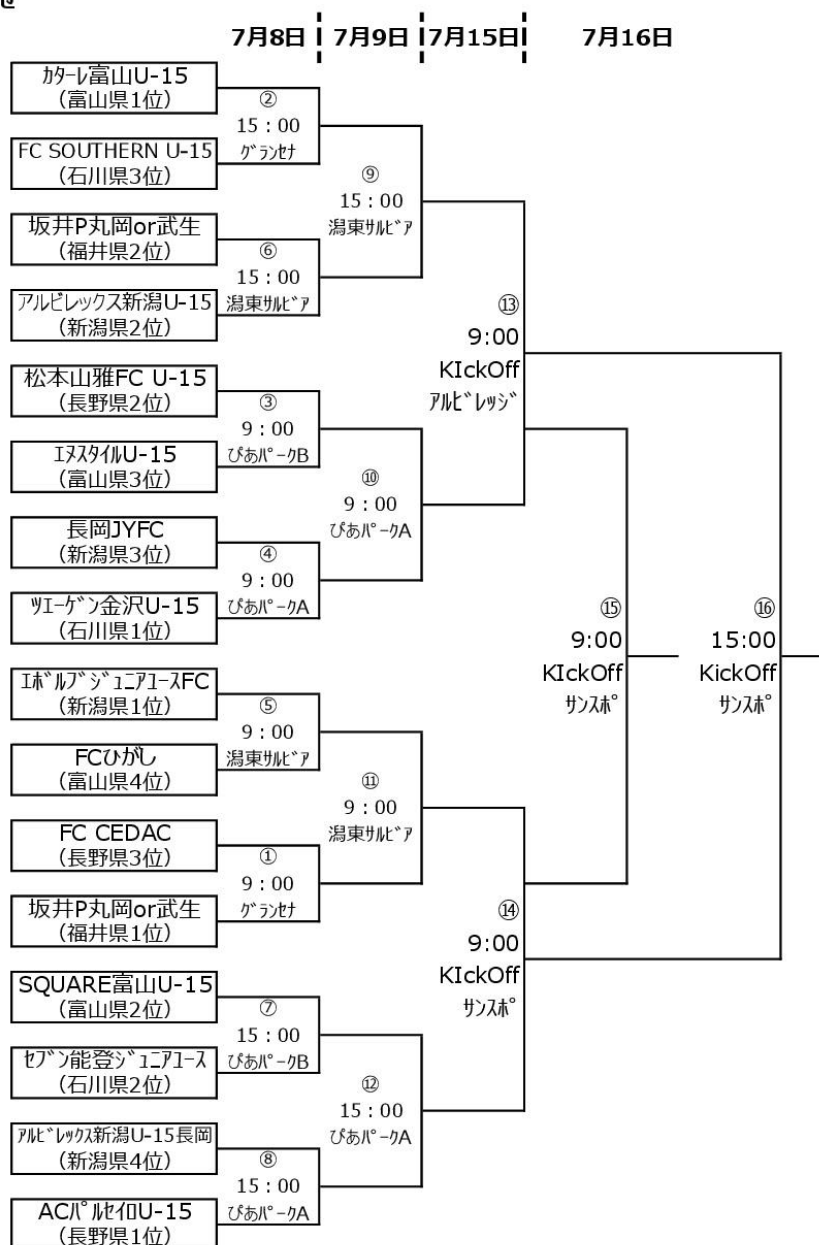 7月8日
7月9日
7月15日
7月16日
カターレ富山U-15
（富山県1位）
②
15：00
グランセナ
FC SOUTHERN U-15
（石川県3位）
⑨
15：00
潟東サルビア
坂井P丸岡or武生
（福井県2位）
⑥
15：00
潟東サルビア
アルビレックス新潟U-15
（新潟県2位）
⑬
9:00
KIckOff
アルビレッジ
松本山雅FC U-15
（長野県2位）
③
9：00
ぴあパークB
エヌスタイルU-15
（富山県3位）
⑩
9：00
ぴあパークA
長岡JYFC
（新潟県3位）
④
9：00
ぴあパークA
ツエーゲン金沢U-15
（石川県1位）
⑮
9:00
KIckOff
サンスポ
⑯
15:00
KickOff
サンスポ
エボルブジュニアユースFC
（新潟県1位）
⑤
9：00
潟東サルビア
FCひがし
（富山県4位）
⑪
9：00
潟東サルビア
FC CEDAC
（長野県3位）
①
9：00
グランセナ
坂井P丸岡or武生
（福井県1位）
⑭
9:00
KIckOff
サンスポ
SQUARE富山U-15
（富山県2位）
⑦
15：00
ぴあパークB
セブン能登ジュニアユース
（石川県2位）
⑫
15：00
ぴあパークA
アルビレックス新潟U-15長岡
（新潟県4位）
⑧
15：00
ぴあパークA
ACパルセイロU-15
（長野県1位）